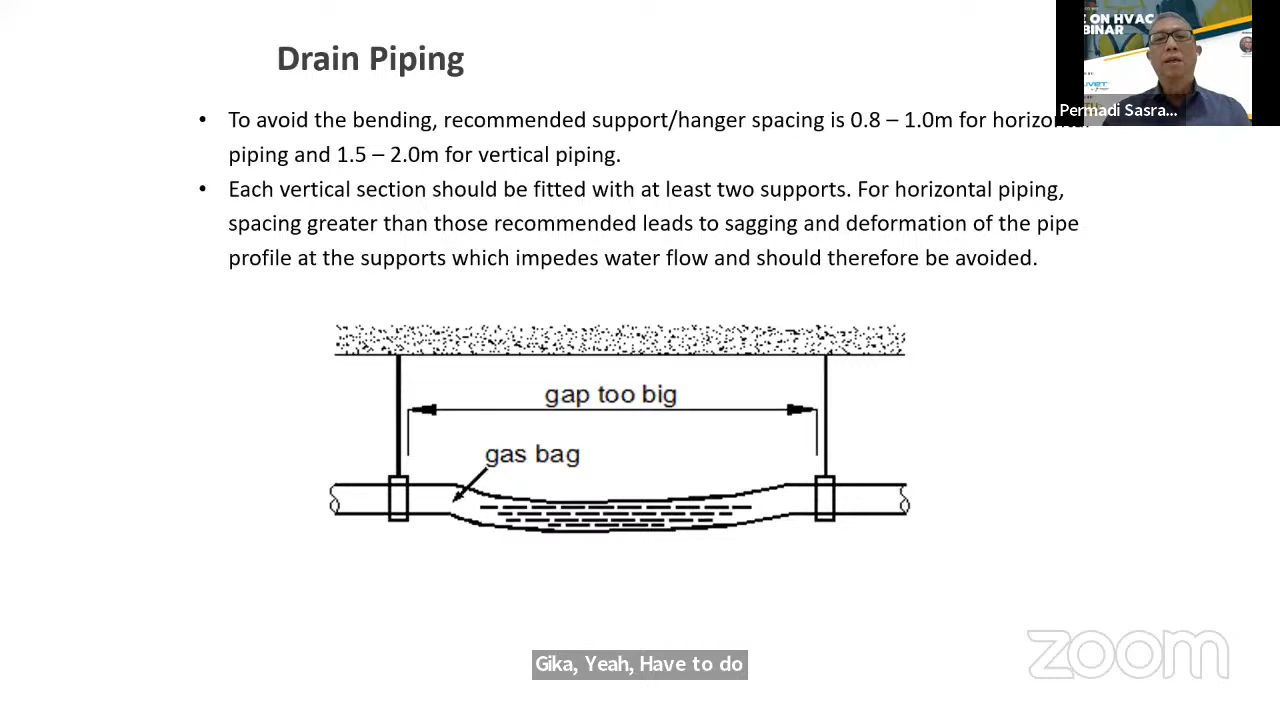 Drain Piping
• To avoid the bending, recommended support/hanger spacing is 0.8 – 1.0m for horizontal
piping and 1.5 – 2.0m for vertical piping.
• Each vertical section should be fitted with at least two supports. For horizontal piping,
spacing greater than those recommended leads to sagging and deformation of the pipe
profile at the supports which impedes water flow and should therefore be avoided.
gap too big
gas bag
ON HVAC
Permadi Sasra...
Gika, Yeah, Have to do
zoom